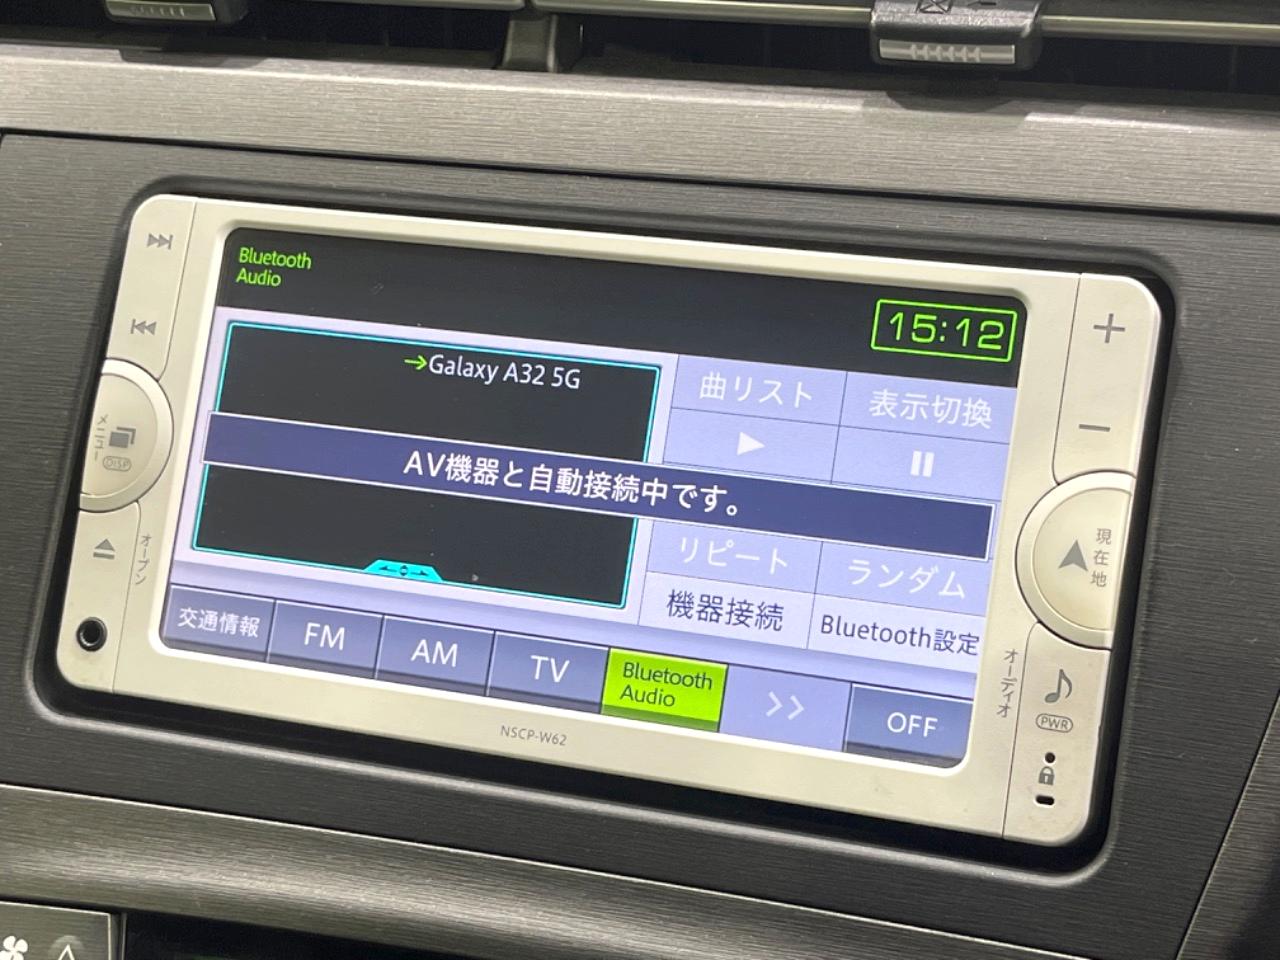 Bluetooth
Audio
15:12
→Galaxy A32 5G
曲リスト
表示切換
AV機器と自動接続中です。
リピート
ランダム
機器接続
Bluetooth設定
交通情報
FM
AM
TV
Bluetooth
Audio
>>
OFF
NSCP-W62
メニュー
DISP
オープン
+
−
現在地
オーディオ
PWR